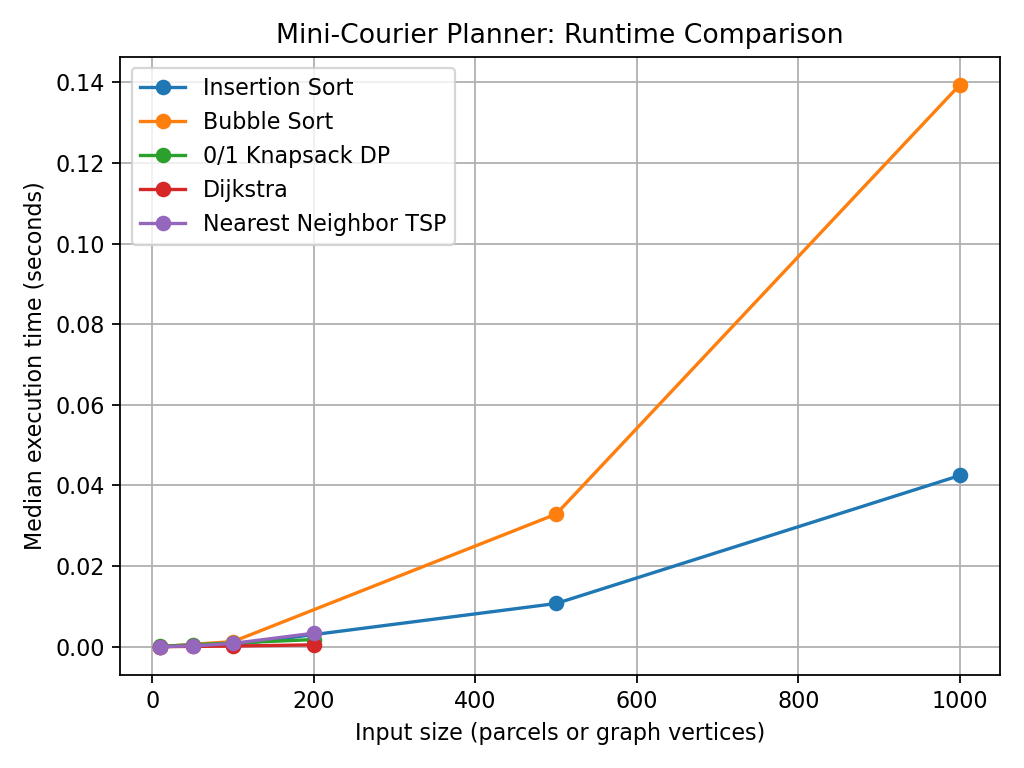 Mini-Courier Planner: Runtime Comparison
Insertion Sort
Bubble Sort
0/1 Knapsack DP
Dijkstra
Nearest Neighbor TSP
Median execution time (seconds)
0.14
0.12
0.10
0.08
0.06
0.04
0.02
0.00
0 200 400 600 800 1000
Input size (parcels or graph vertices)